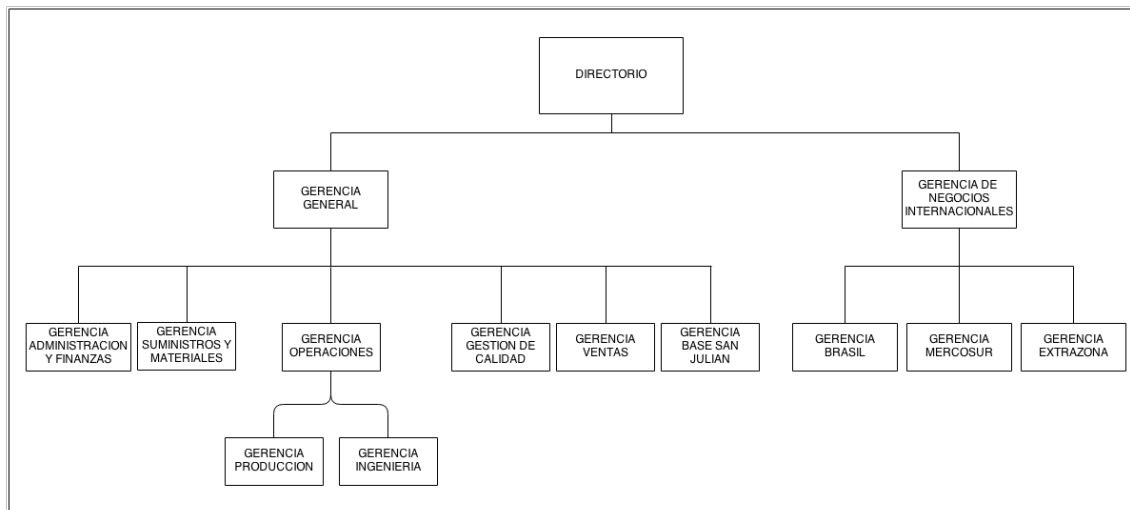 DIRECTORIO
GERENCIA
GENERAL
GERENCIA DE
NEGOCIOS
INTERNACIONALES
GERENCIA
ADMINISTRACION
Y FINANZAS
GERENCIA
SUMINISTROS Y
MATERIALES
GERENCIA
OPERACIONES
GERENCIA
GESTION DE
CALIDAD
GERENCIA
VENTAS
GERENCIA
BASE SAN
JULIAN
GERENCIA
BRASIL
GERENCIA
MERCOSUR
GERENCIA
EXTRAZONA
GERENCIA
PRODUCCION
GERENCIA
INGENIERIA